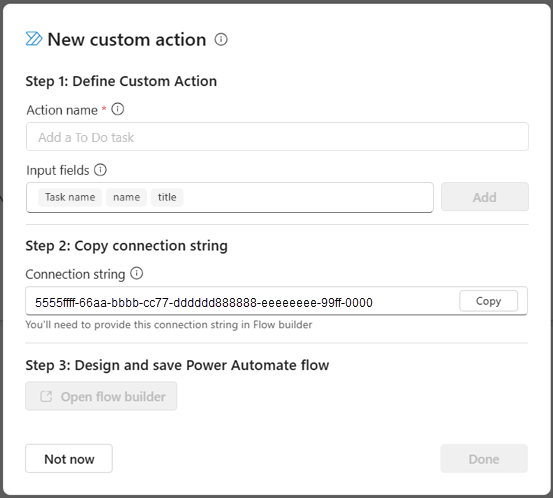 New custom action
Step 1: Define Custom Action
Action name *
Add a To Do task
Input fields
Task name name title
Add
Step 2: Copy connection string
Connection string
5555ffff-66aa-bbbb-cc77-dddddd888888-eeeeeeee-99ff-0000
Copy
You'll need to provide this connection string in Flow builder
Step 3: Design and save Power Automate flow
Open flow builder
Not now
Done